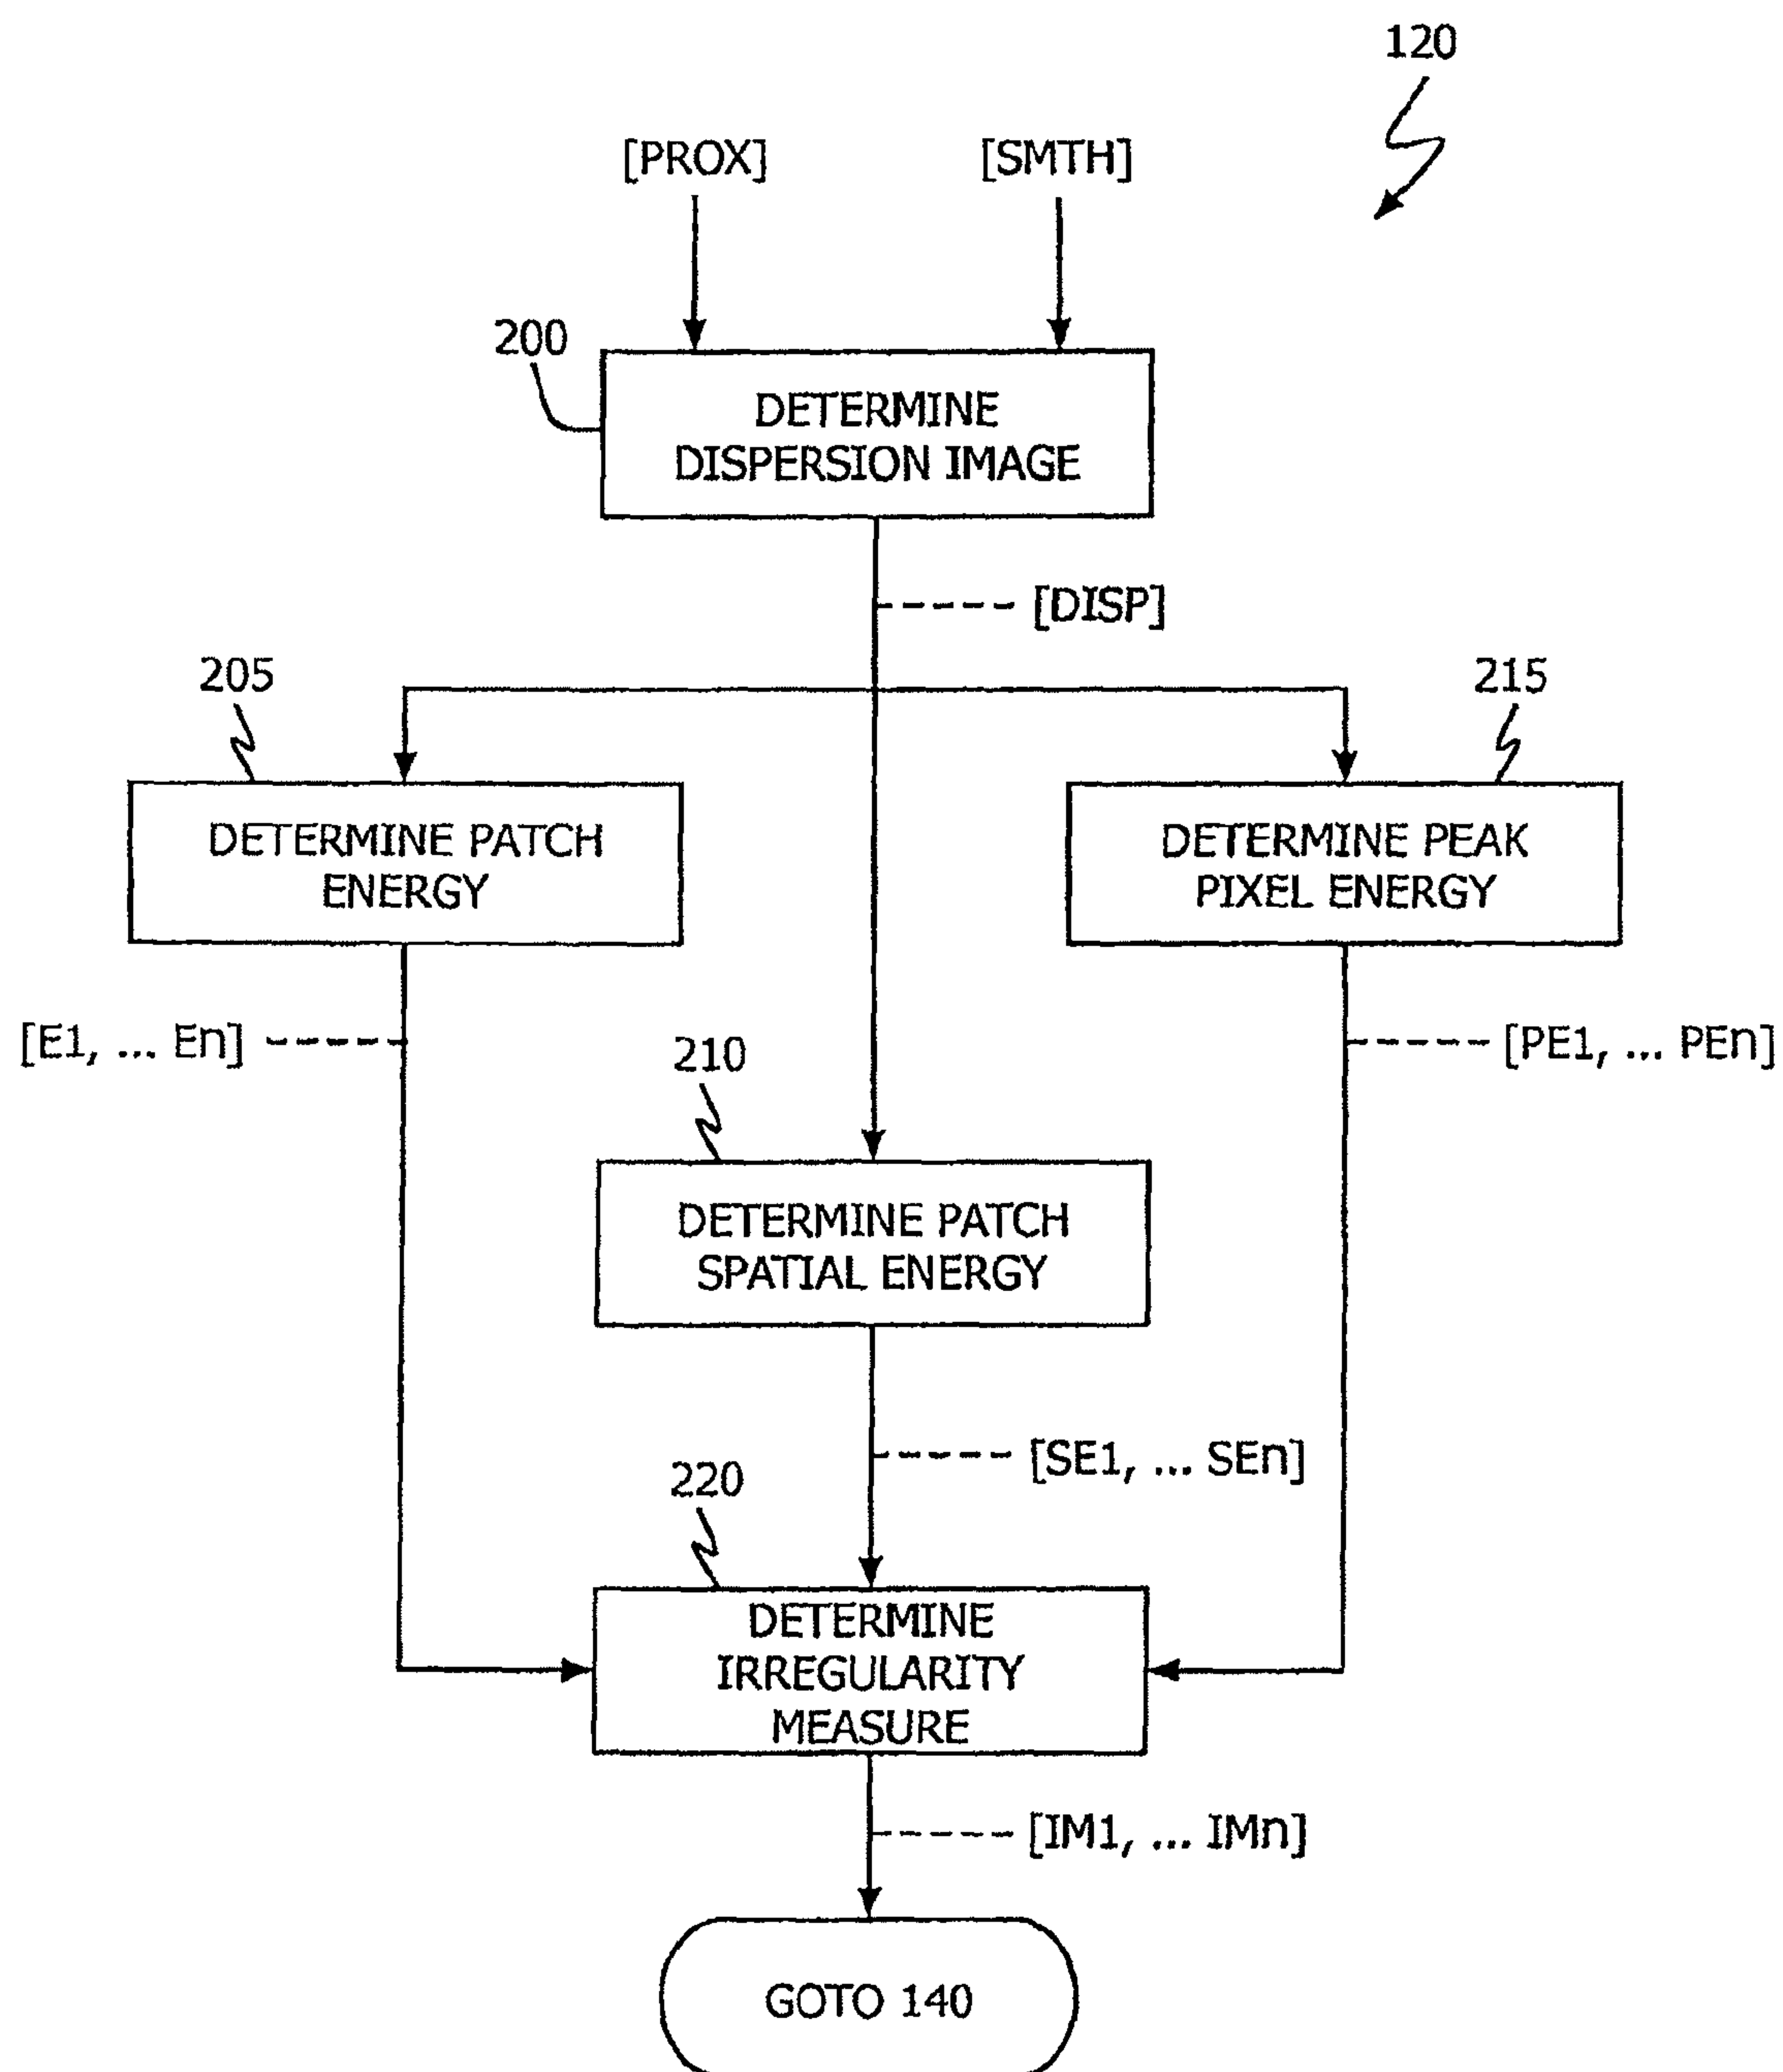 120
[PROX] [SMTH]
200
DETERMINE
DISPERSION IMAGE
[DISP]
205
215
DETERMINE PATCH
ENERGY
DETERMINE PEAK
PIXEL ENERGY
[E1, ... En]
[PE1, ... PEn]
210
DETERMINE PATCH
SPATIAL ENERGY
[SE1, ... SEn]
220
DETERMINE
IRREGULARITY
MEASURE
[IM1, ... IMn]
GOTO 140